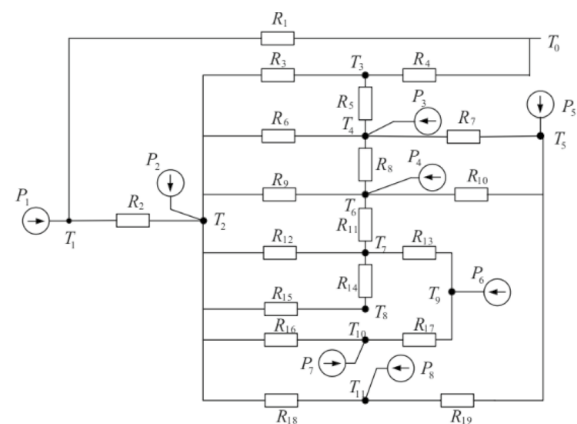 R1
T0
R3 T3 R4
R5 P3 P5
R6 T4 R7
T5
P2 R8 P4
R9 R10
P1 R2 T6
T2 R11
T1
R12 T7 R13
P6
R14 T9
R15 T8
R16 T10 R17
P7 P8
T11
R18 R19